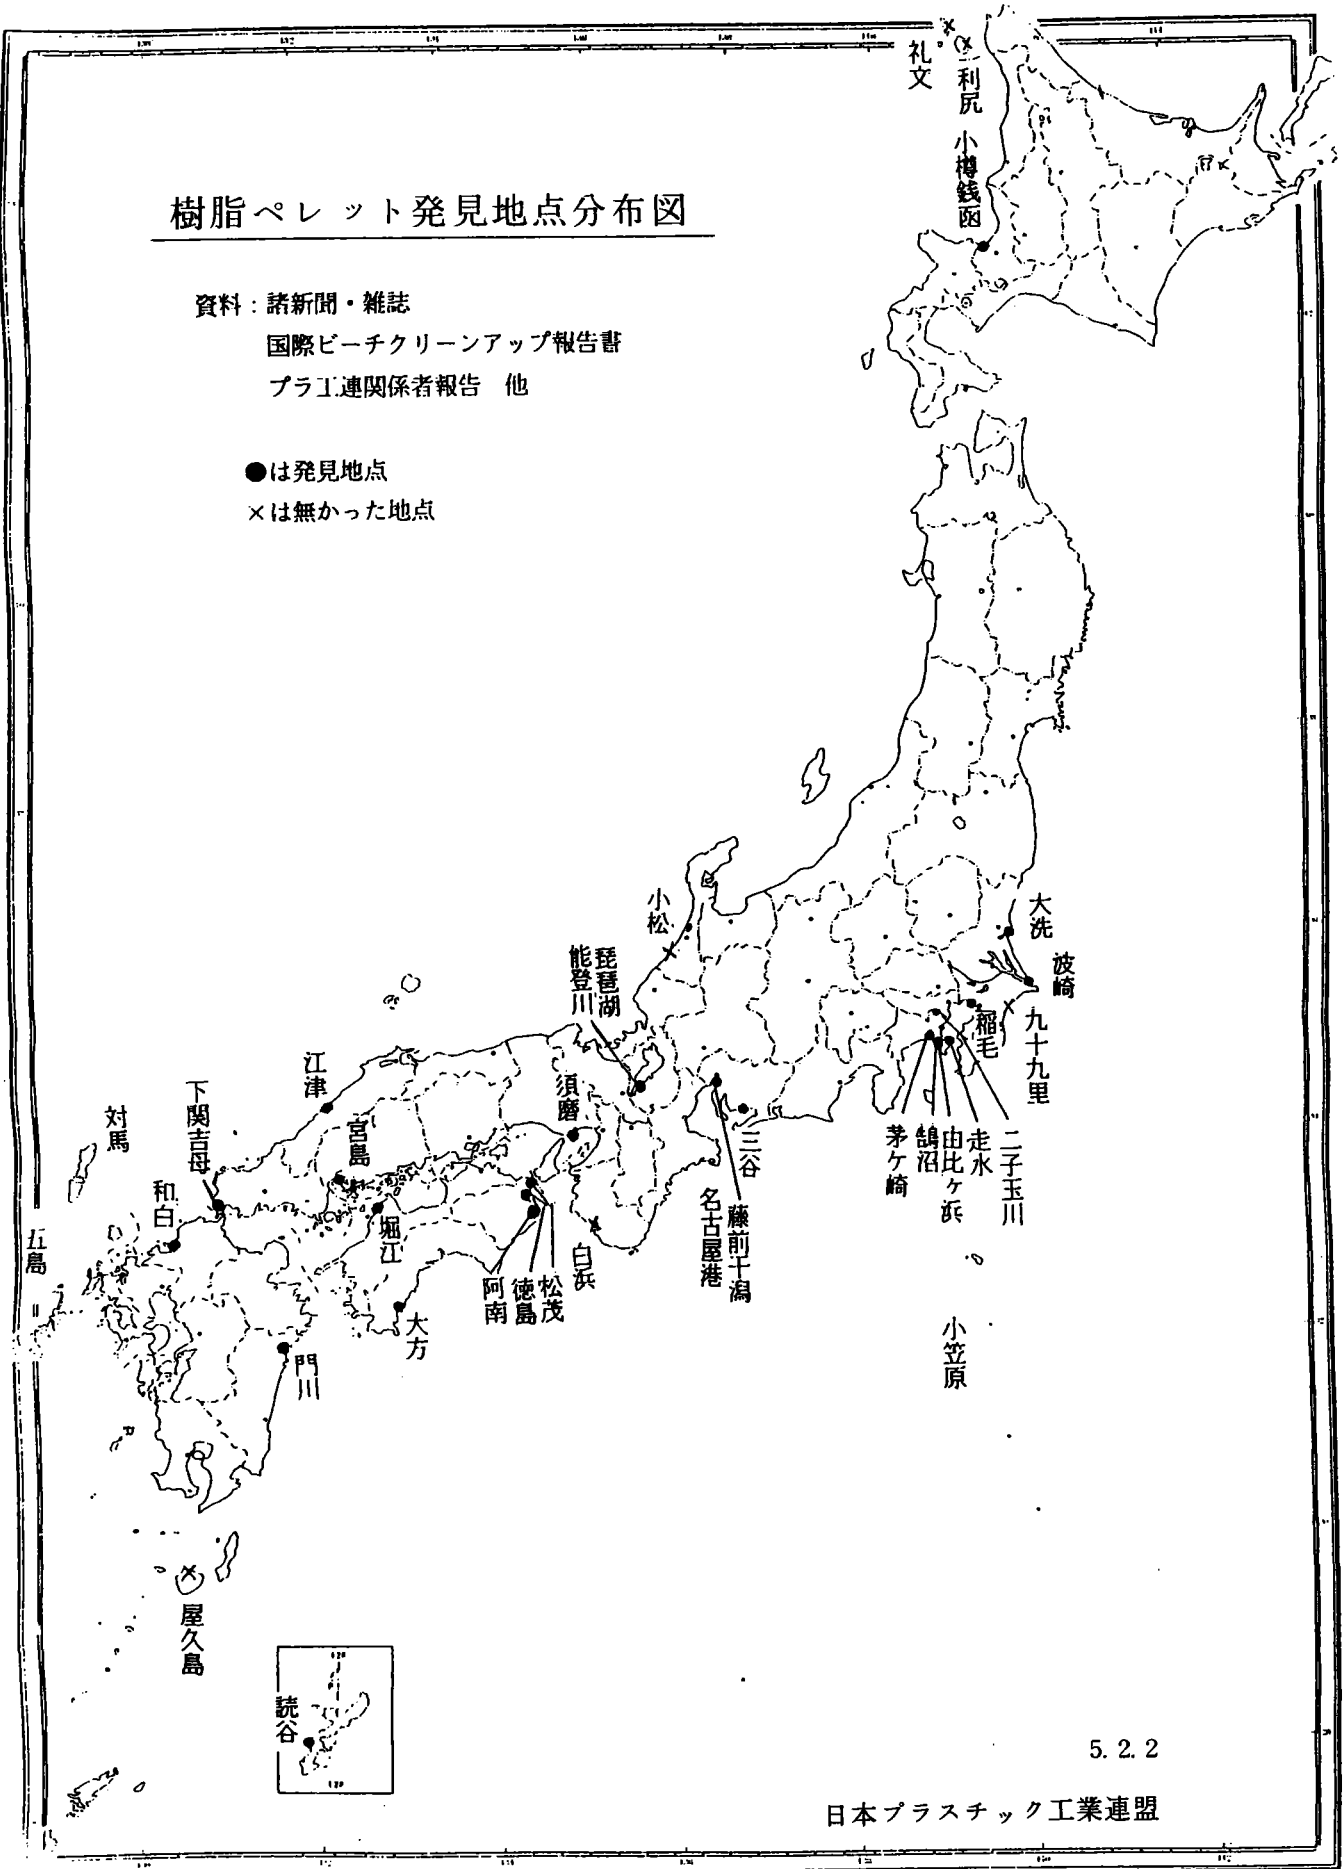 樹脂ペレット発見地点分布図
資料：諸新聞・雑誌
国際ビーチクリーンアップ報告書
プラ工連関係者報告　他
●は発見地点
×は無かった地点
礼文
利尻
小樽銭函
大洗
波崎
九十九里
稲毛
二子玉川
走水
由比ヶ浜
鵠沼
茅ケ崎
小笠原
小松
琵琶湖
能登川
須磨
三谷
藤前干潟
名古屋港
白浜
松茂
徳島
阿南
江津
宮島
堀江
大方
下関吉母
対馬
和白
五島
門川
屋久島
読谷
5. 2. 2
日本プラスチック工業連盟